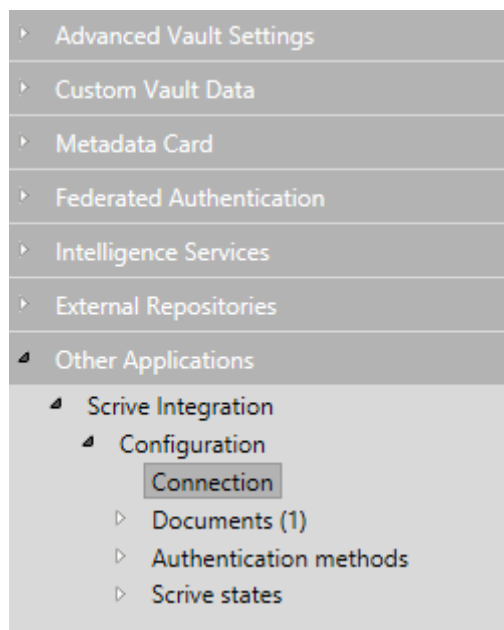 Advanced Vault Settings
Custom Vault Data
Metadata Card
Federated Authentication
Intelligence Services
External Repositories
Other Applications
Scrive Integration
Configuration
Connection
Documents (1)
Authentication methods
Scrive states